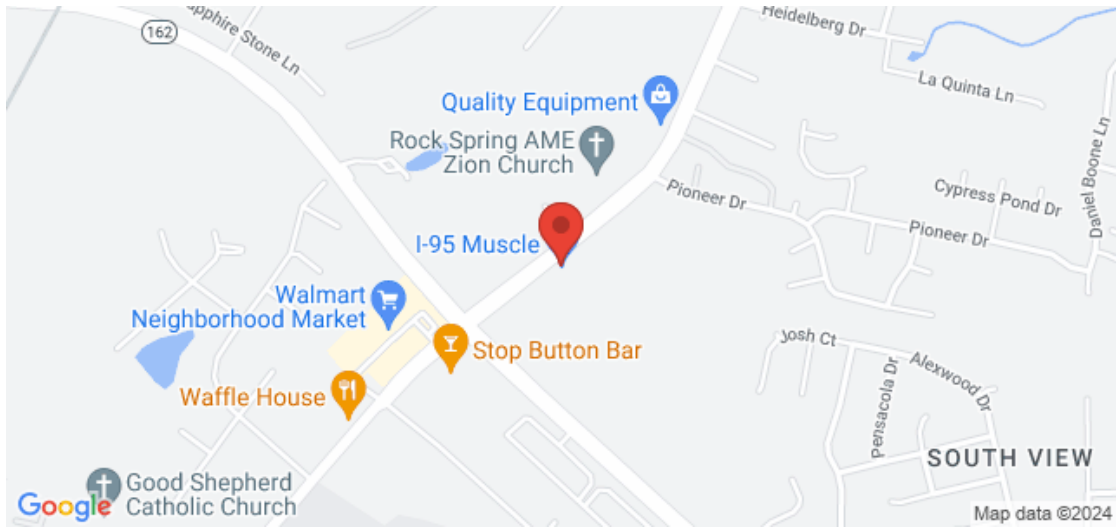 162
apphire Stone Ln
Heidelberg Dr
La Quinta Ln
Quality Equipment
Rock Spring AME
Zion Church
Pioneer Dr
Daniel Boone Ln
Cypress Pond Dr
Pioneer Dr
I-95 Muscle
Walmart
Neighborhood Market
Stop Button Bar
Josh Ct
Alexwood Dr
Pensacola Dr
Waffle House
SOUTH VIEW
Good Shepherd
Catholic Church
Google
Map data ©2024